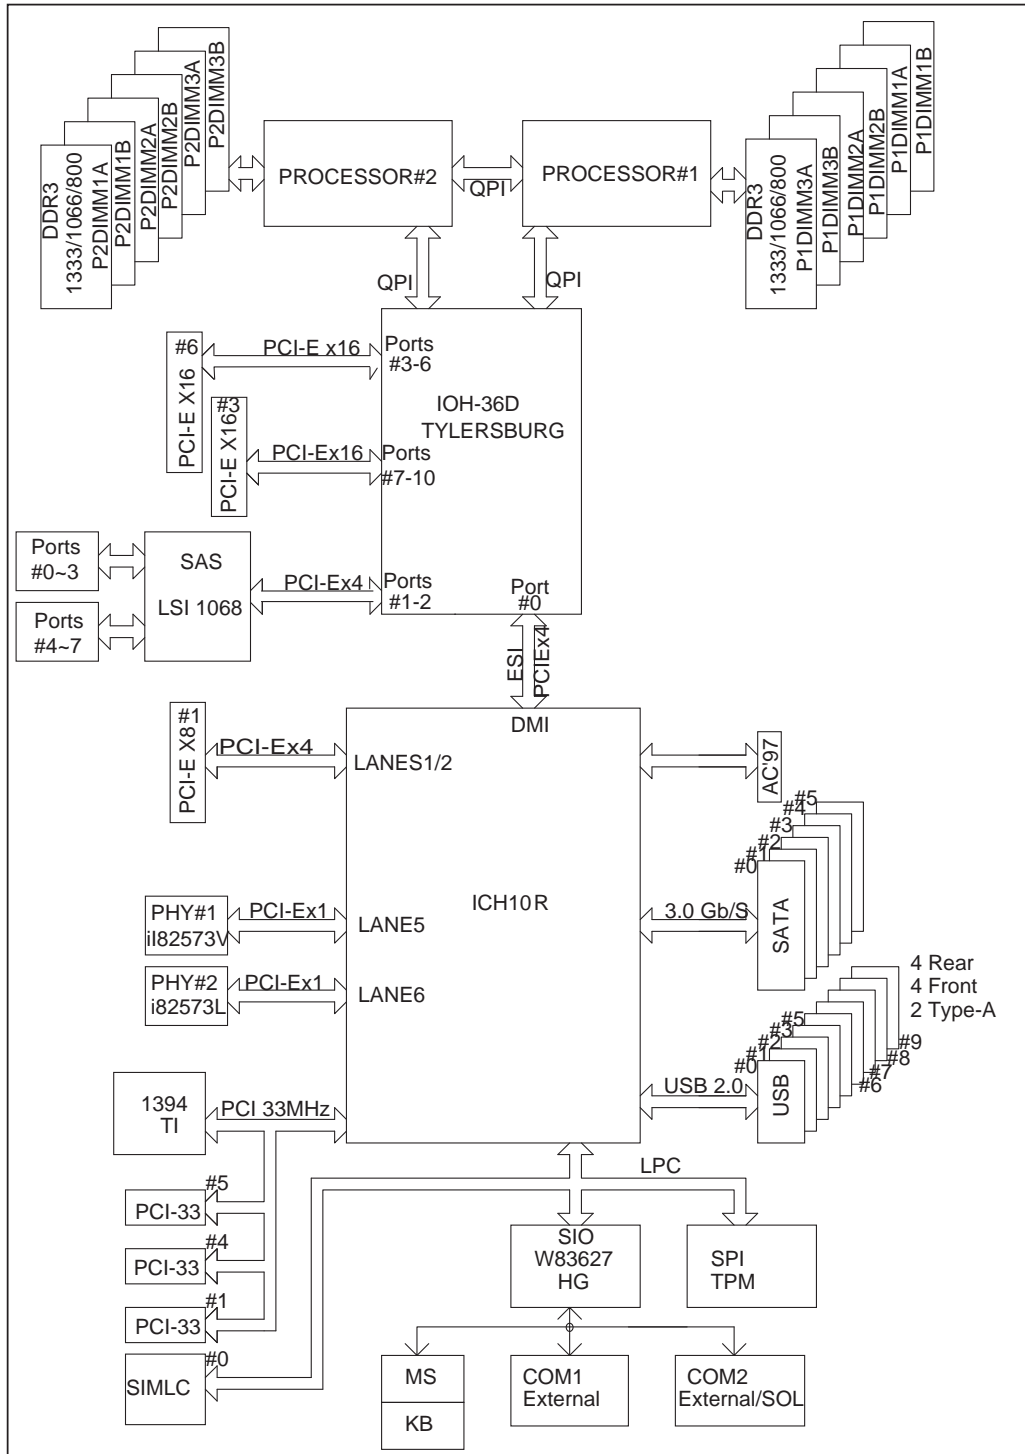 DDR3
1333/1066/800
P2DIMM1A
P2DIMM1B
P2DIMM2A
P2DIMM2B
P2DIMM3A
P2DIMM3B
PROCESSOR#2
QPI
PROCESSOR#1
DDR3
1333/1066/800
P1DIMM3A
P1DIMM3B
P1DIMM2A
P1DIMM2B
P1DIMM1A
P1DIMM1B
QPI
QPI
#6
PCI-E X16
PCI-E x16
Ports
#3-6
IOH-36D
TYLERSBURG
#3
PCI-E X16
PCI-Ex16
Ports
#7-10
Ports
#0~3
SAS
LSI 1068
Ports
#4~7
PCI-Ex4
Ports
#1-2
Port
#0
ESI
PCIEx4
DMI
#1
PCI-E X8
PCI-Ex4
LANES1/2
AC'97
ICH10R
#0
#1
#2
#3
#4
#5
3.0 Gb/S
SATA
PHY#1
iI82573V
PCI-Ex1
LANE5
PHY#2
i82573L
PCI-Ex1
LANE6
4 Rear
4 Front
2 Type-A
#0
#1
#2
#3
#5
#9
#8
#7
#6
USB 2.0
USB
1394
TI
PCI 33MHz
LPC
#5
PCI-33
#4
PCI-33
#1
PCI-33
#0
SIMLC
SIO
W83627
HG
SPI
TPM
MS
KB
COM1
External
COM2
External/SOL